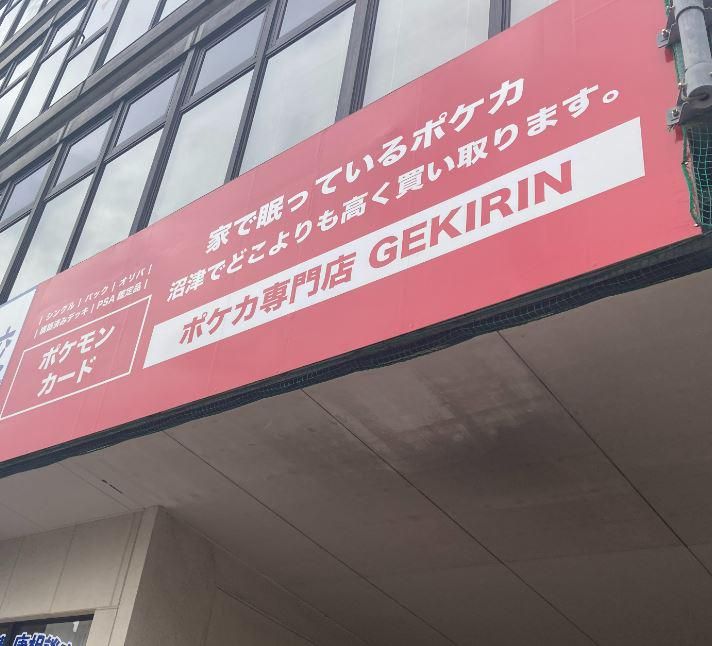 家で眠っているポケカ
沼津でどこよりも高く買い取ります。
ポケカ専門店 GEKIRIN
| シングル | パック | オリパ |
| 構築済みデッキ | PSA 鑑定品 |
ポケモン
カード